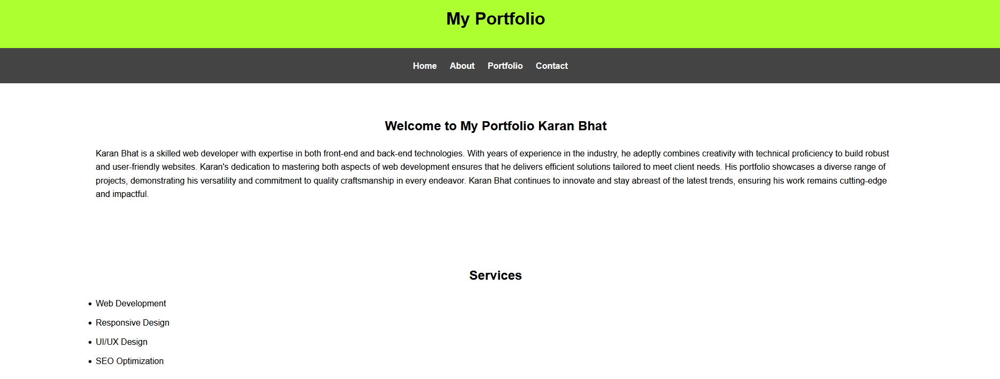 My Portfolio
Home About Portfolio Contact
Welcome to My Portfolio Karan Bhat
Karan Bhat is a skilled web developer with expertise in both front-end and back-end technologies. With years of experience in the industry, he adeptly combines creativity with technical proficiency to build robust
and user-friendly websites. Karan's dedication to mastering both aspects of web development ensures that he delivers efficient solutions tailored to meet client needs. His portfolio showcases a diverse range of
projects, demonstrating his versatility and commitment to quality craftsmanship in every endeavor. Karan Bhat continues to innovate and stay abreast of the latest trends, ensuring his work remains cutting-edge
and impactful.
Services
• Web Development
• Responsive Design
• UI/UX Design
• SEO Optimization